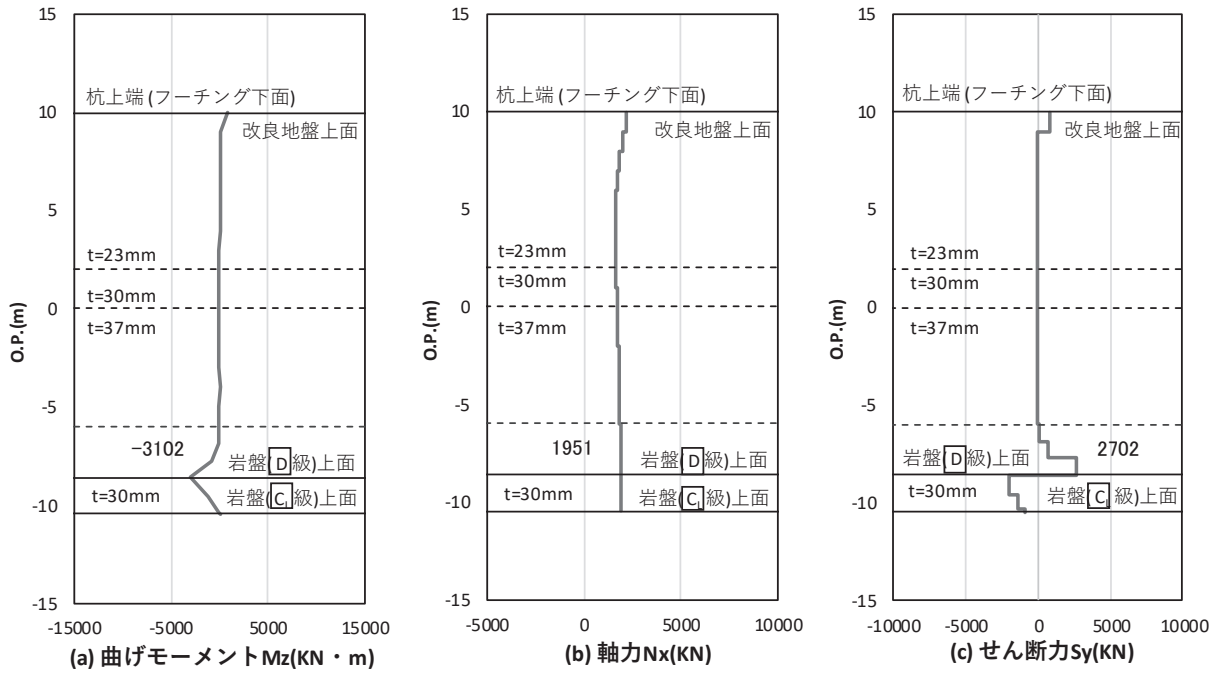 15
10
5
0
-5
-10
-15
O.P.(m)
杭上端(フーチング下面)
改良地盤上面
t=23mm
t=30mm
t=37mm
−3102
岩盤(D級)上面
t=30mm
岩盤(CL級)上面
-15000 -5000 5000 15000
(a) 曲げモーメントMz(KN・m)
15
10
5
0
-5
-10
-15
O.P.(m)
杭上端(フーチング下面)
改良地盤上面
t=23mm
t=30mm
t=37mm
1951
岩盤(D級)上面
t=30mm
岩盤(CL級)上面
-5000 0 5000 10000
(b) 軸力Nx(KN)
15
10
5
0
-5
-10
-15
O.P.(m)
杭上端(フーチング下面)
改良地盤上面
t=23mm
t=30mm
t=37mm
2702
岩盤(D級)上面
t=30mm
岩盤(CL級)上面
-10000 -5000 0 5000 10000
(c) せん断力Sy(KN)